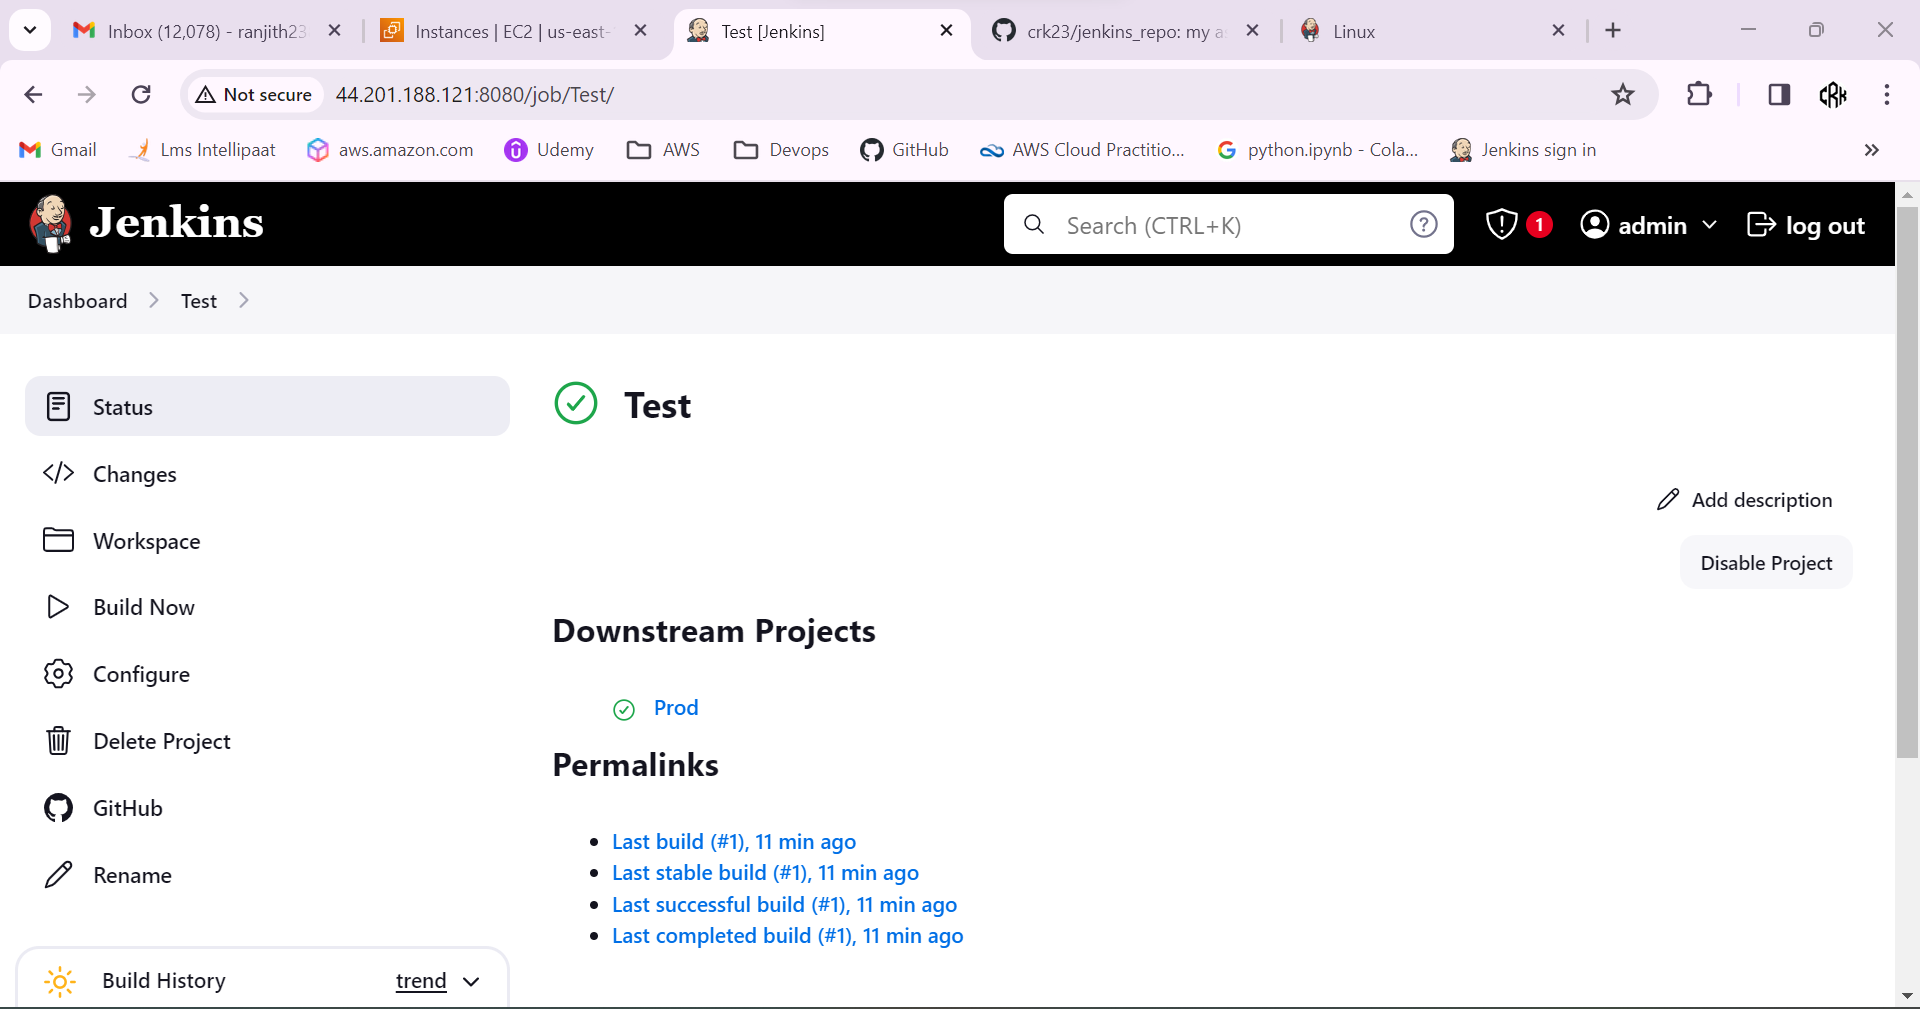 Inbox (12,078) - ranjith23
Instances | EC2 | us-east-
Test [Jenkins]
crk23/jenkins_repo: my as
Linux
Not secure
44.201.188.121:8080/job/Test/
Gmail
Lms Intellipaat
aws.amazon.com
Udemy
AWS
Devops
GitHub
AWS Cloud Practitio...
python.ipynb - Cola...
Jenkins sign in
Jenkins
Search (CTRL+K)
1
admin
log out
Dashboard
Test
Status
Changes
Workspace
Build Now
Configure
Delete Project
GitHub
Rename
Build History
trend
Test
Add description
Disable Project
Downstream Projects
Prod
Permalinks
Last build (#1), 11 min ago
Last stable build (#1), 11 min ago
Last successful build (#1), 11 min ago
Last completed build (#1), 11 min ago